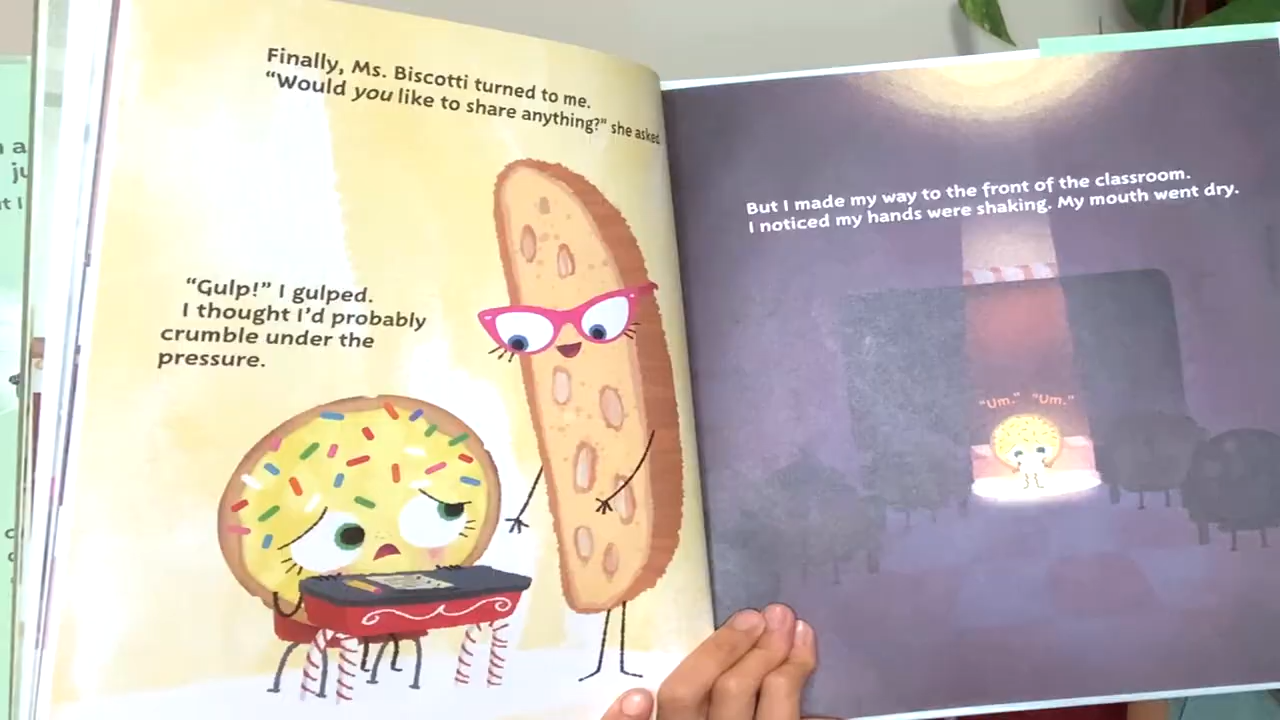 Finally, Ms. Biscotti turned to me.
“Would you like to share anything?” she asked
“Gulp!” I gulped.
I thought I’d probably
crumble under the
pressure.
But I made my way to the front of the classroom.
I noticed my hands were shaking. My mouth went dry.
“Um.” “Um.”